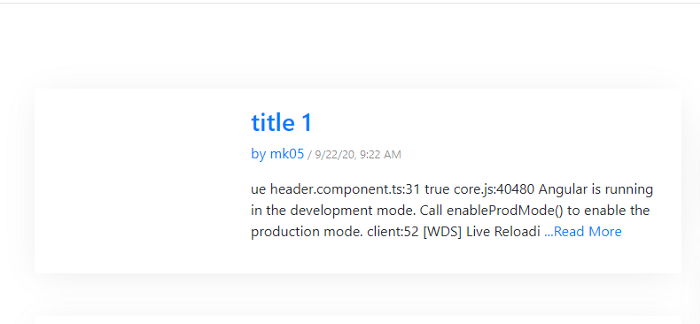 title 1
by mk05 / 9/22/20, 9:22 AM
ue header.component.ts:31 true core.js:40480 Angular is running
in the development mode. Call enableProdMode() to enable the
production mode. client:52 [WDS] Live Reloadi ...Read More